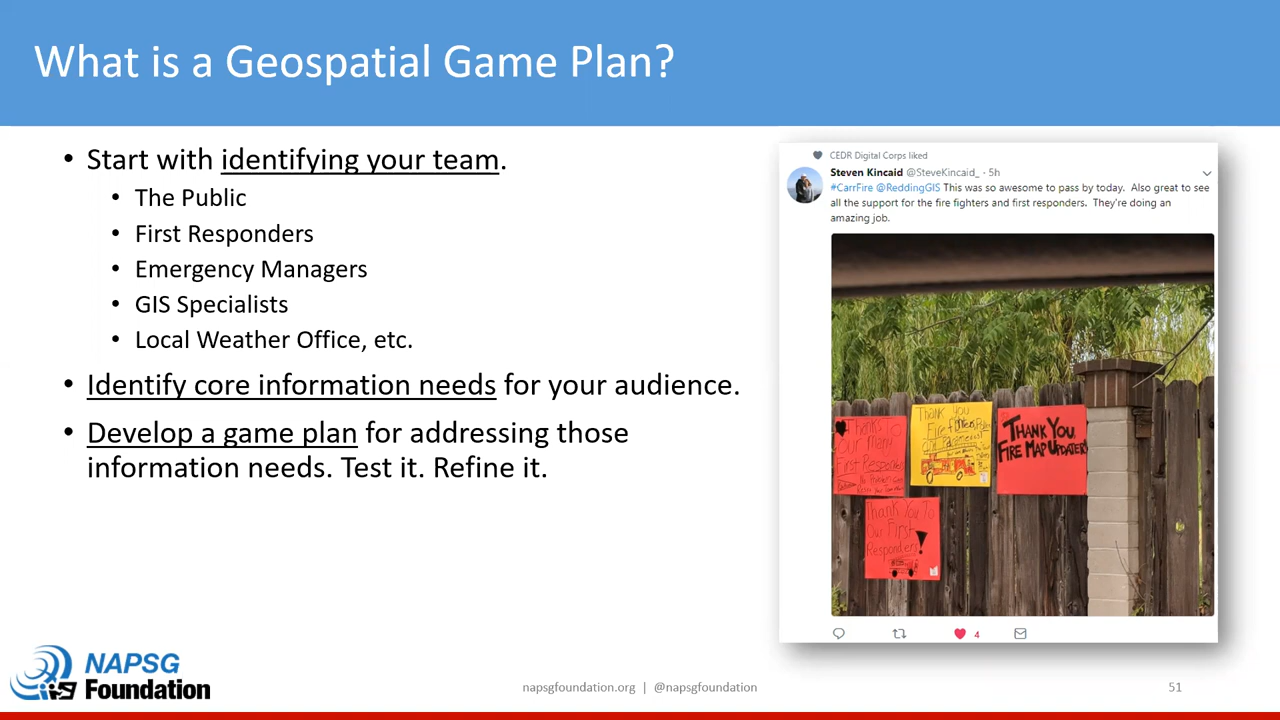 What is a Geospatial Game Plan?
• Start with identifying your team.
• The Public
• First Responders
• Emergency Managers
• GIS Specialists
• Local Weather Office, etc.
• Identify core information needs for your audience.
• Develop a game plan for addressing those
information needs. Test it. Refine it.
CEDR Digital Corps liked
Steven Kincaid @SteveKincaid_ · 5h
#CarrFire @ReddingGIS This was so awesome to pass by today. Also great to see
all the support for the fire fighters and first responders. They're doing an
amazing job.
Thanks
To
Our Many
First Responders
Thank you
Fire
Thank You
Fire Map Updaters
Thank You To
Our First
Responders!
4
NAPSG
Foundation
napsgfoundation.org | @napsgfoundation
51